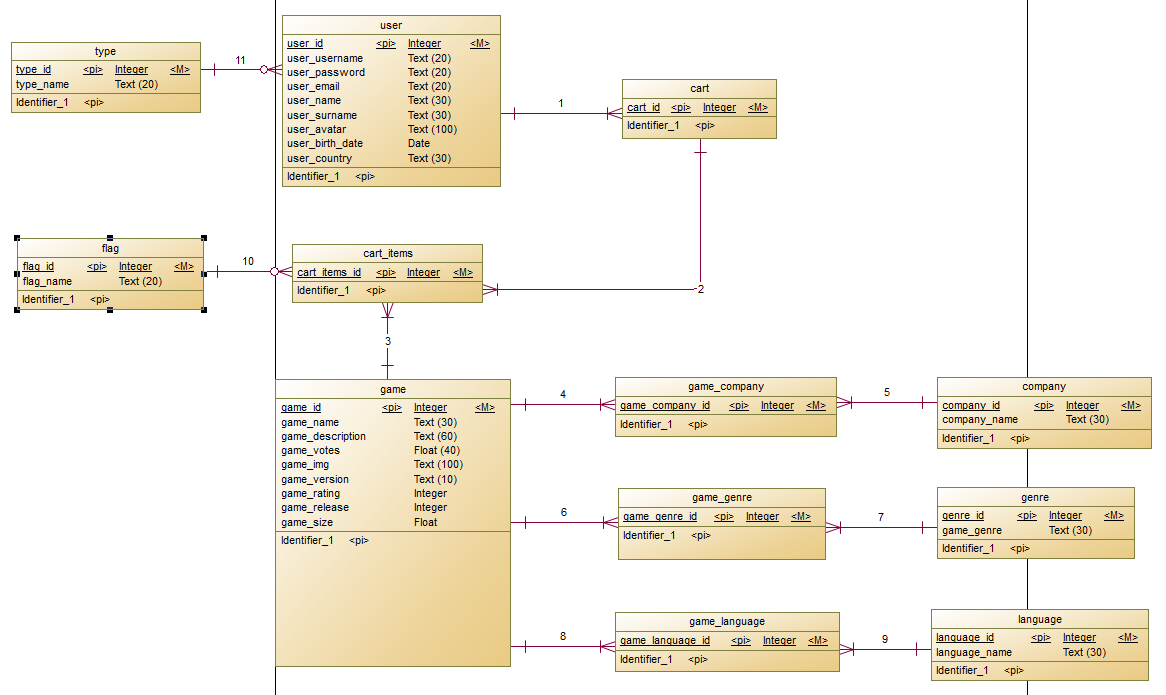 user
user_id <pi> Integer <M>
user_username Text (20)
user_password Text (20)
user_email Text (20)
user_name Text (30)
user_surname Text (30)
user_avatar Text (100)
user_birth_date Date
user_country Text (30)
Identifier_1 <pi>
type
type_id <pi> Integer <M>
type_name Text (20)
Identifier_1 <pi>
11
1
cart
cart_id <pi> Integer <M>
Identifier_1 <pi>
flag
flag_id <pi> Integer <M>
flag_name Text (20)
Identifier_1 <pi>
10
cart_items
cart_items_id <pi> Integer <M>
Identifier_1 <pi>
2
3
game
game_id <pi> Integer <M>
game_name Text (30)
game_description Text (60)
game_votes Float (40)
game_img Text (100)
game_version Text (10)
game_rating Integer
game_release Integer
game_size Float
Identifier_1 <pi>
4
game_company
game_company_id <pi> Integer <M>
Identifier_1 <pi>
5
company
company_id <pi> Integer <M>
company_name Text (30)
Identifier_1 <pi>
6
game_genre
game_genre_id <pi> Integer <M>
Identifier_1 <pi>
7
genre
genre_id <pi> Integer <M>
game_genre Text (30)
Identifier_1 <pi>
8
game_language
game_language_id <pi> Integer <M>
Identifier_1 <pi>
9
language
language_id <pi> Integer <M>
language_name Text (30)
Identifier_1 <pi>